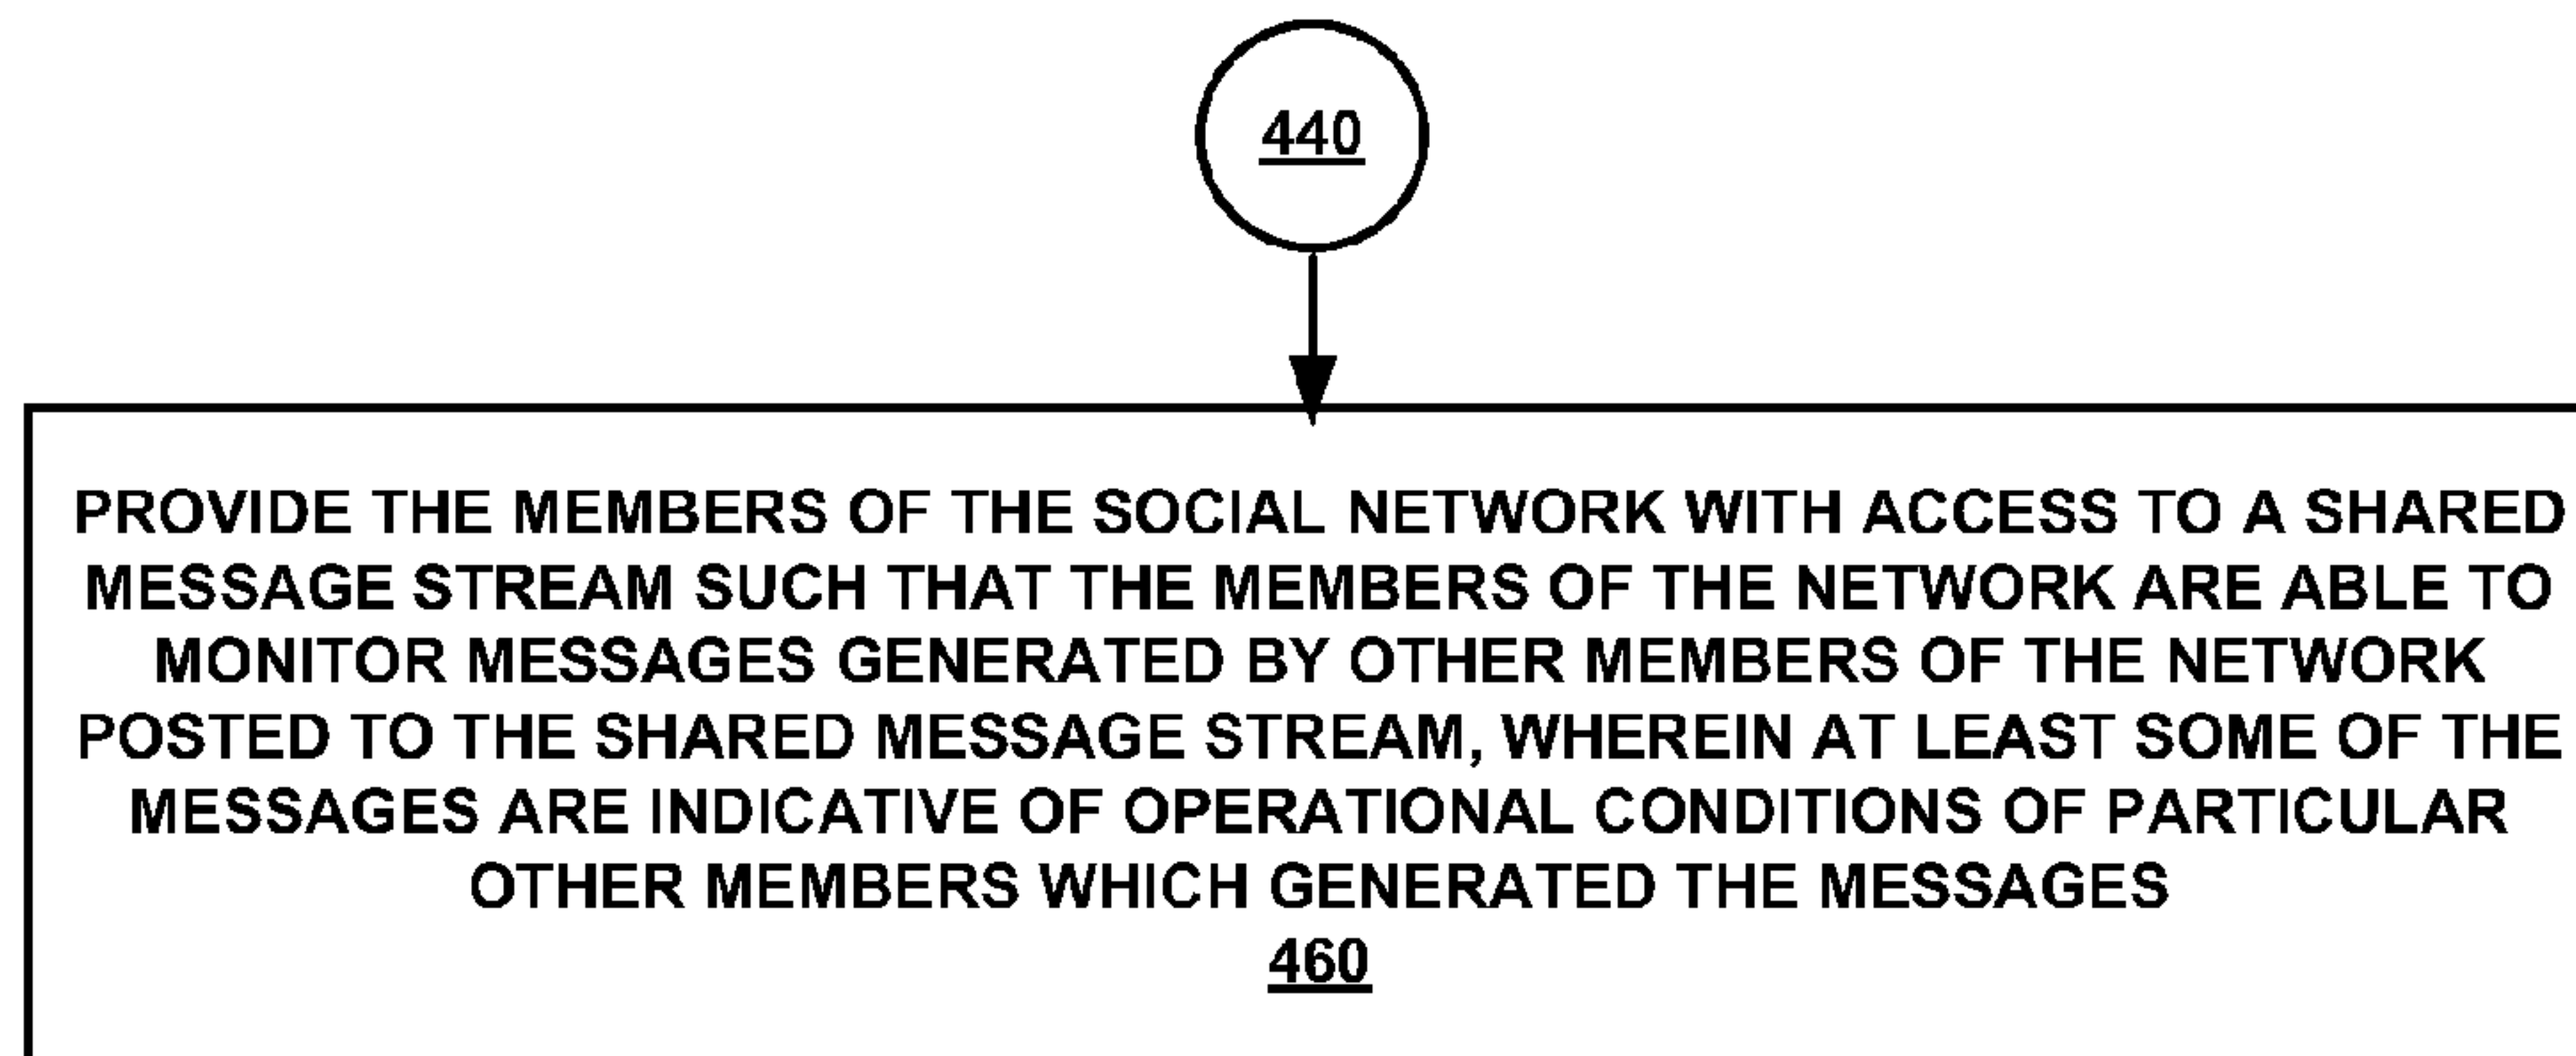 440
PROVIDE THE MEMBERS OF THE SOCIAL NETWORK WITH ACCESS TO A SHARED
MESSAGE STREAM SUCH THAT THE MEMBERS OF THE NETWORK ARE ABLE TO
MONITOR MESSAGES GENERATED BY OTHER MEMBERS OF THE NETWORK
POSTED TO THE SHARED MESSAGE STREAM, WHEREIN AT LEAST SOME OF THE
MESSAGES ARE INDICATIVE OF OPERATIONAL CONDITIONS OF PARTICULAR
OTHER MEMBERS WHICH GENERATED THE MESSAGES
460